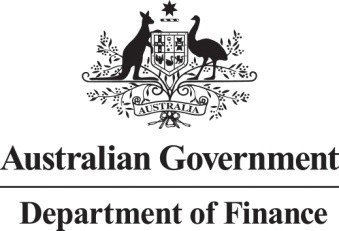 AUSTRALIA
Australian Government
Department of Finance